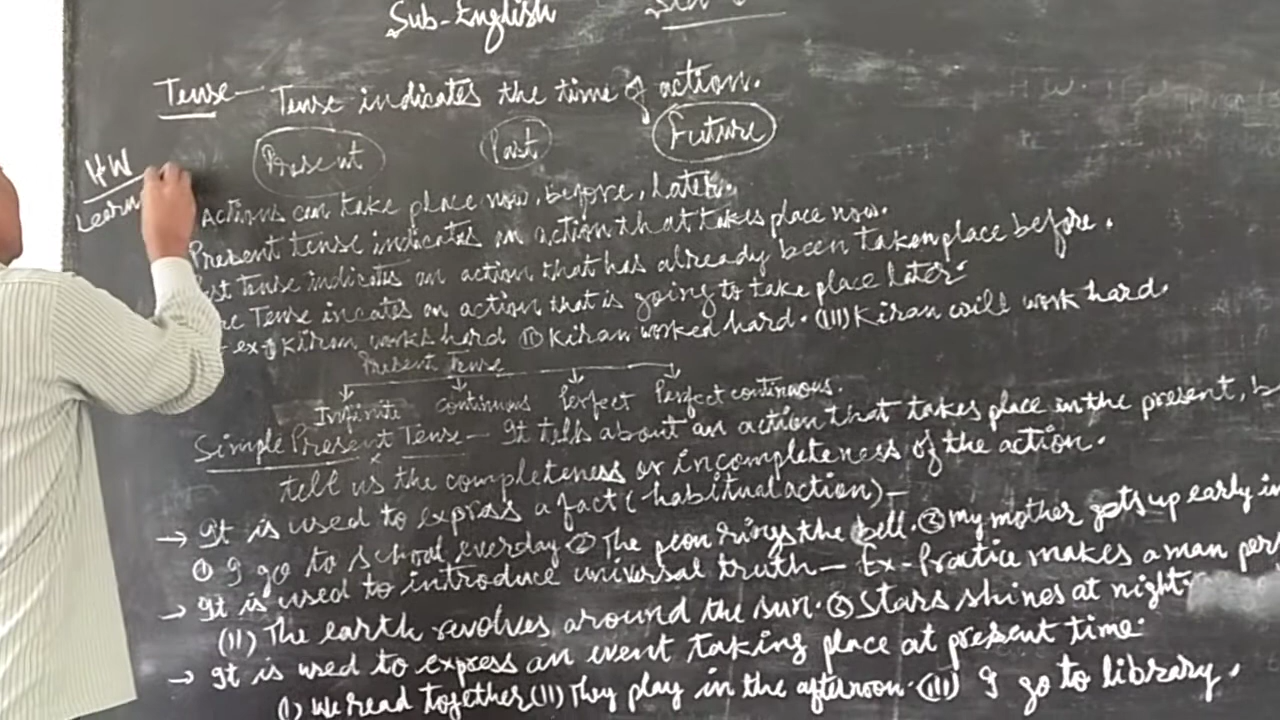 Sub-English
Tense - Tense indicates the time of action.
Present Past Future
HW
Learn
Actions can take place now, before, Later.
Present tense indicates an action that takes place now.
Tense indicates an action that has already been taken place before.
Tense incates an action that is going to take place later.
ex-(I) Kiran works hard (II) Kiran worked hard. (III) Kiran will work hard.
Present Tense
Infinite continuous Perfect Perfect continuous.
Simple Present Tense - It tells about an action that takes place in the present,
tell us the completeness or incompleteness of the action.
→ It is used to express a fact (habitual action) -
① I go to school everday ② The peon rings the bell. ③ My mother gets up early in
→ It is used to introduce universal truth - Ex- Practice makes a man
(II) The earth revolves around the sun. ③ Stars shines at night.
→ It is used to express an event taking place at present time.
(I) We read together (II) They play in the afternoon. (III) I go to library.